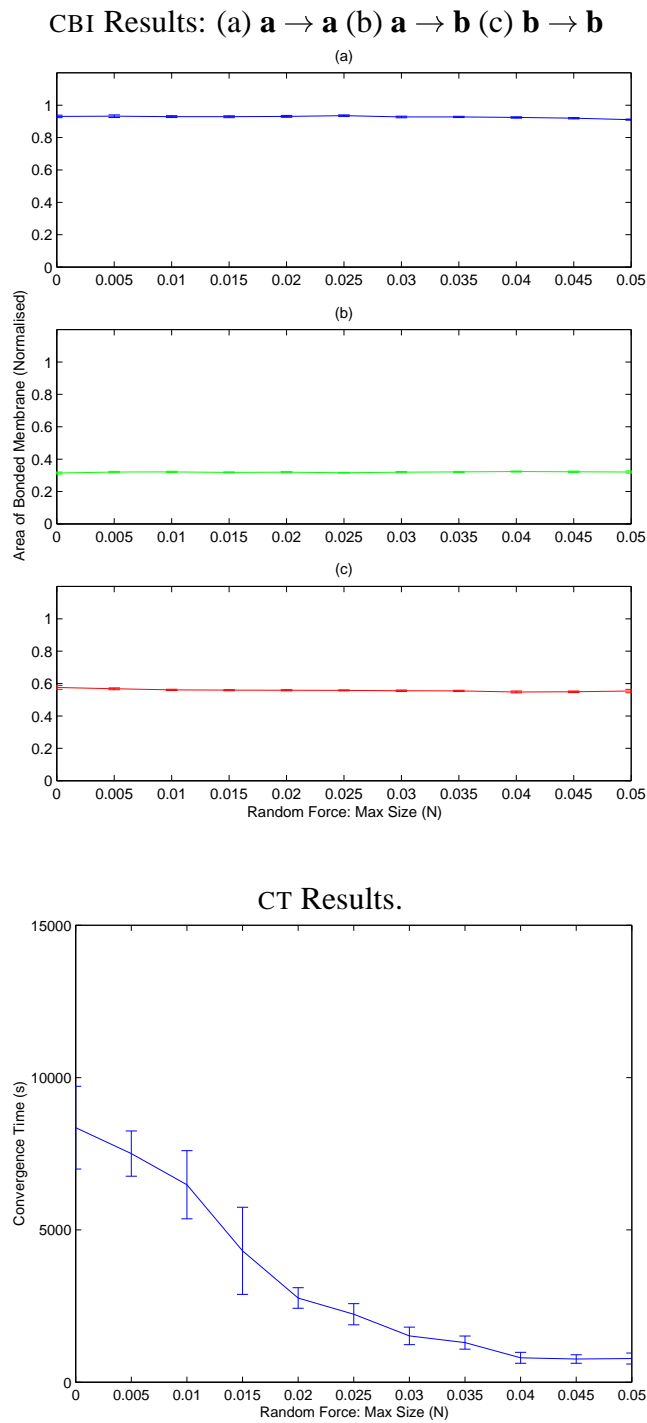 CBI Results: (a) a → a (b) a → b (c) b → b
(a)
1
0.8
0.6
0.4
0.2
0
0 0.005 0.01 0.015 0.02 0.025 0.03 0.035 0.04 0.045 0.05
Area of Bonded Membrane (Normalised)
(b)
1
0.8
0.6
0.4
0.2
0
0 0.005 0.01 0.015 0.02 0.025 0.03 0.035 0.04 0.045 0.05
(c)
1
0.8
0.6
0.4
0.2
0
0 0.005 0.01 0.015 0.02 0.025 0.03 0.035 0.04 0.045 0.05
Random Force: Max Size (N)
CT Results.
15000
10000
5000
0
Convergence Time (s)
0 0.005 0.01 0.015 0.02 0.025 0.03 0.035 0.04 0.045 0.05
Random Force: Max Size (N)